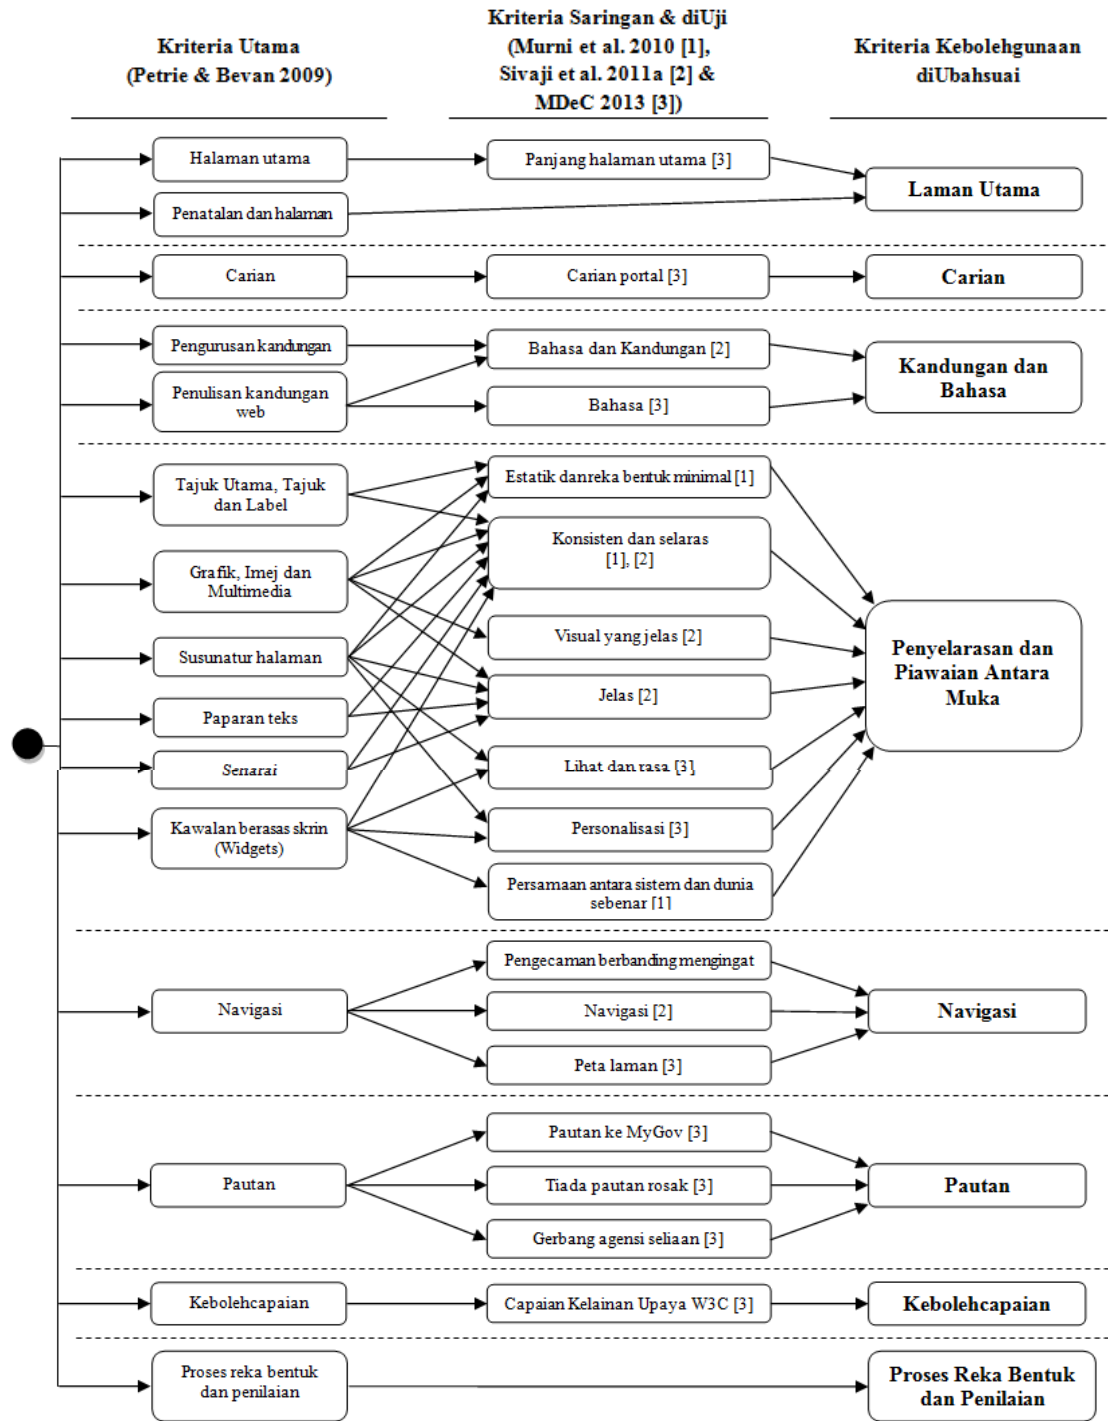 Kriteria Utama
(Petrie & Bevan 2009)
Kriteria Saringan & diUji
(Murni et al. 2010 [1],
Sivaji et al. 2011a [2] &
MDeC 2013 [3])
Kriteria Kebolehgunaan
diUbahsuai
Halaman utama
Panjang halaman utama [3]
Laman Utama
Penatalan dan halaman
Carian
Carian portal [3]
Carian
Pengurusan kandungan
Bahasa dan Kandungan [2]
Kandungan dan
Bahasa
Penulisan kandungan
web
Bahasa [3]
Tajuk Utama, Tajuk
dan Label
Grafik, Imej dan
Multimedia
Susunatur halaman
Paparan teks
Senarai
Kawalan berasas skrin
(Widgets)
Estatik danreka bentuk minimal [1]
Konsisten dan selaras
[1], [2]
Visual yang jelas [2]
Jelas [2]
Lihat dan rasa [3]
Personalisasi [3]
Persamaan antara sistem dan dunia
sebenar [1]
Penyelarasan dan
Piawaian Antara
Muka
Navigasi
Pengecaman berbanding mengingat
Navigasi [2]
Peta laman [3]
Navigasi
Pautan
Pautan ke MyGov [3]
Tiada pautan rosak [3]
Gerbang agensi seliaan [3]
Pautan
Kebolehcapaian
Capaian Kelainan Upaya W3C [3]
Kebolehcapaian
Proses reka bentuk
dan penilaian
Proses Reka Bentuk
dan Penilaian